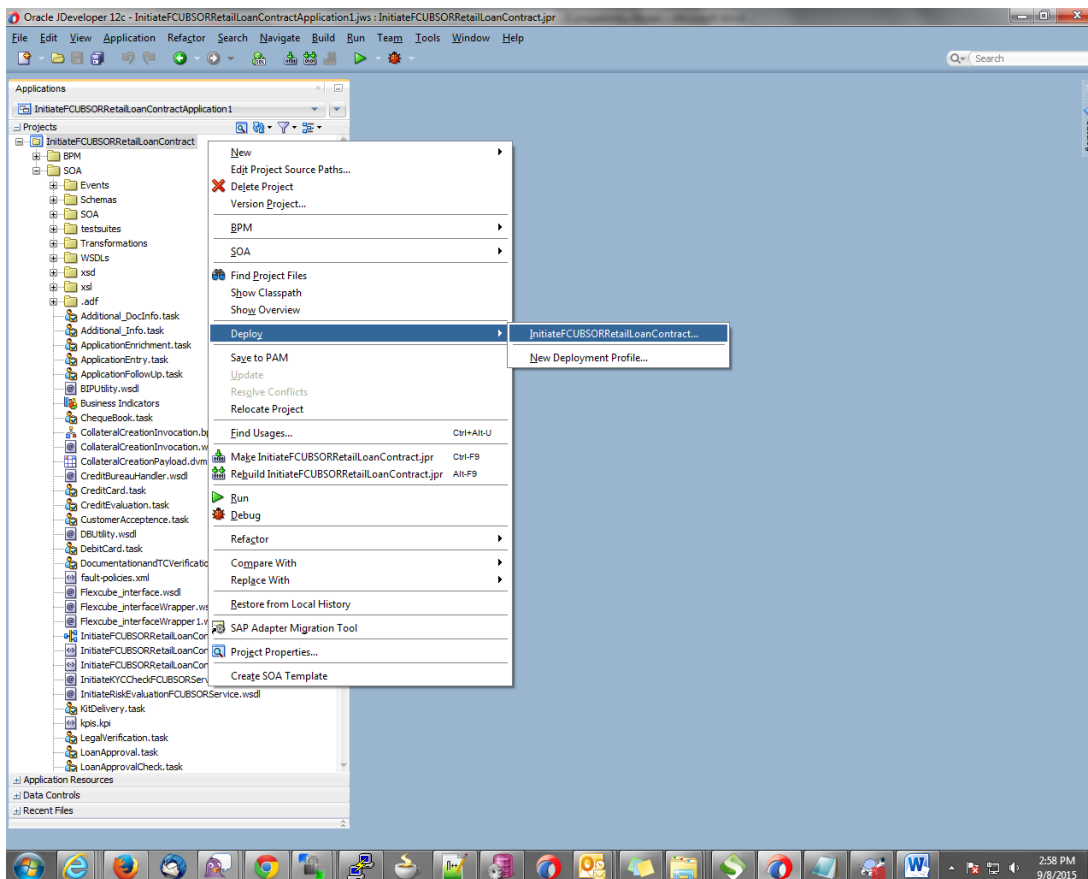 Oracle JDeveloper 12c - InitiateFCUBSORRetailLoanContractApplication1.jws : InitiateFCUBSORRetailLoanContract.jpr
File Edit View Application Refactor Search Navigate Build Run Team Tools Window Help
Search
Applications
InitiateFCUBSORRetailLoanContractApplication1
Projects
InitiateFCUBSORRetailLoanContract
BPM
SOA
Events
Schemas
SOA
testsuites
Transformations
WSDLs
xsd
xsl
.adf
Additional_DocInfo.task
Additional_Info.task
ApplicationEnrichment.task
ApplicationEntry.task
ApplicationFollowUp.task
BIPUtility.wsdl
Business Indicators
ChequeBook.task
CollateralCreationInvocation.bp
CollateralCreationInvocation.w
CollateralCreationPayload.dvm
CreditBureauHandler.wsdl
CreditCard.task
CreditEvaluation.task
CustomerAcceptence.task
DBUtility.wsdl
DebitCard.task
DocumentationandTCVerificatio
fault-policies.xml
Flexcube_interface.wsdl
Flexcube_interfaceWrapper.ws
Flexcube_interfaceWrapper1.v
InitiateFCUBSORRetailLoanCor
InitiateFCUBSORRetailLoanCor
InitiateFCUBSORRetailLoanCor
InitiateKYCCheckFCUBSORServ
InitiateRiskEvaluationFCUBSORService.wsdl
KitDelivery.task
kpis.kpi
LegalVerification.task
LoanApproval.task
LoanApprovalCheck.task
Application Resources
Data Controls
Recent Files
New
Edit Project Source Paths...
Delete Project
Version Project...
BPM
SOA
Find Project Files
Show Classpath
Show Overview
Deploy
InitiateFCUBSORRetailLoanContract...
New Deployment Profile...
Save to PAM
Update
Resolve Conflicts
Relocate Project
Find Usages... Ctrl+Alt-U
Make InitiateFCUBSORRetailLoanContract.jpr Ctrl-F9
Rebuild InitiateFCUBSORRetailLoanContract.jpr Alt-F9
Run
Debug
Refactor
Compare With
Replace With
Restore from Local History
SAP Adapter Migration Tool
Project Properties...
Create SOA Template
2:58 PM
9/8/2015